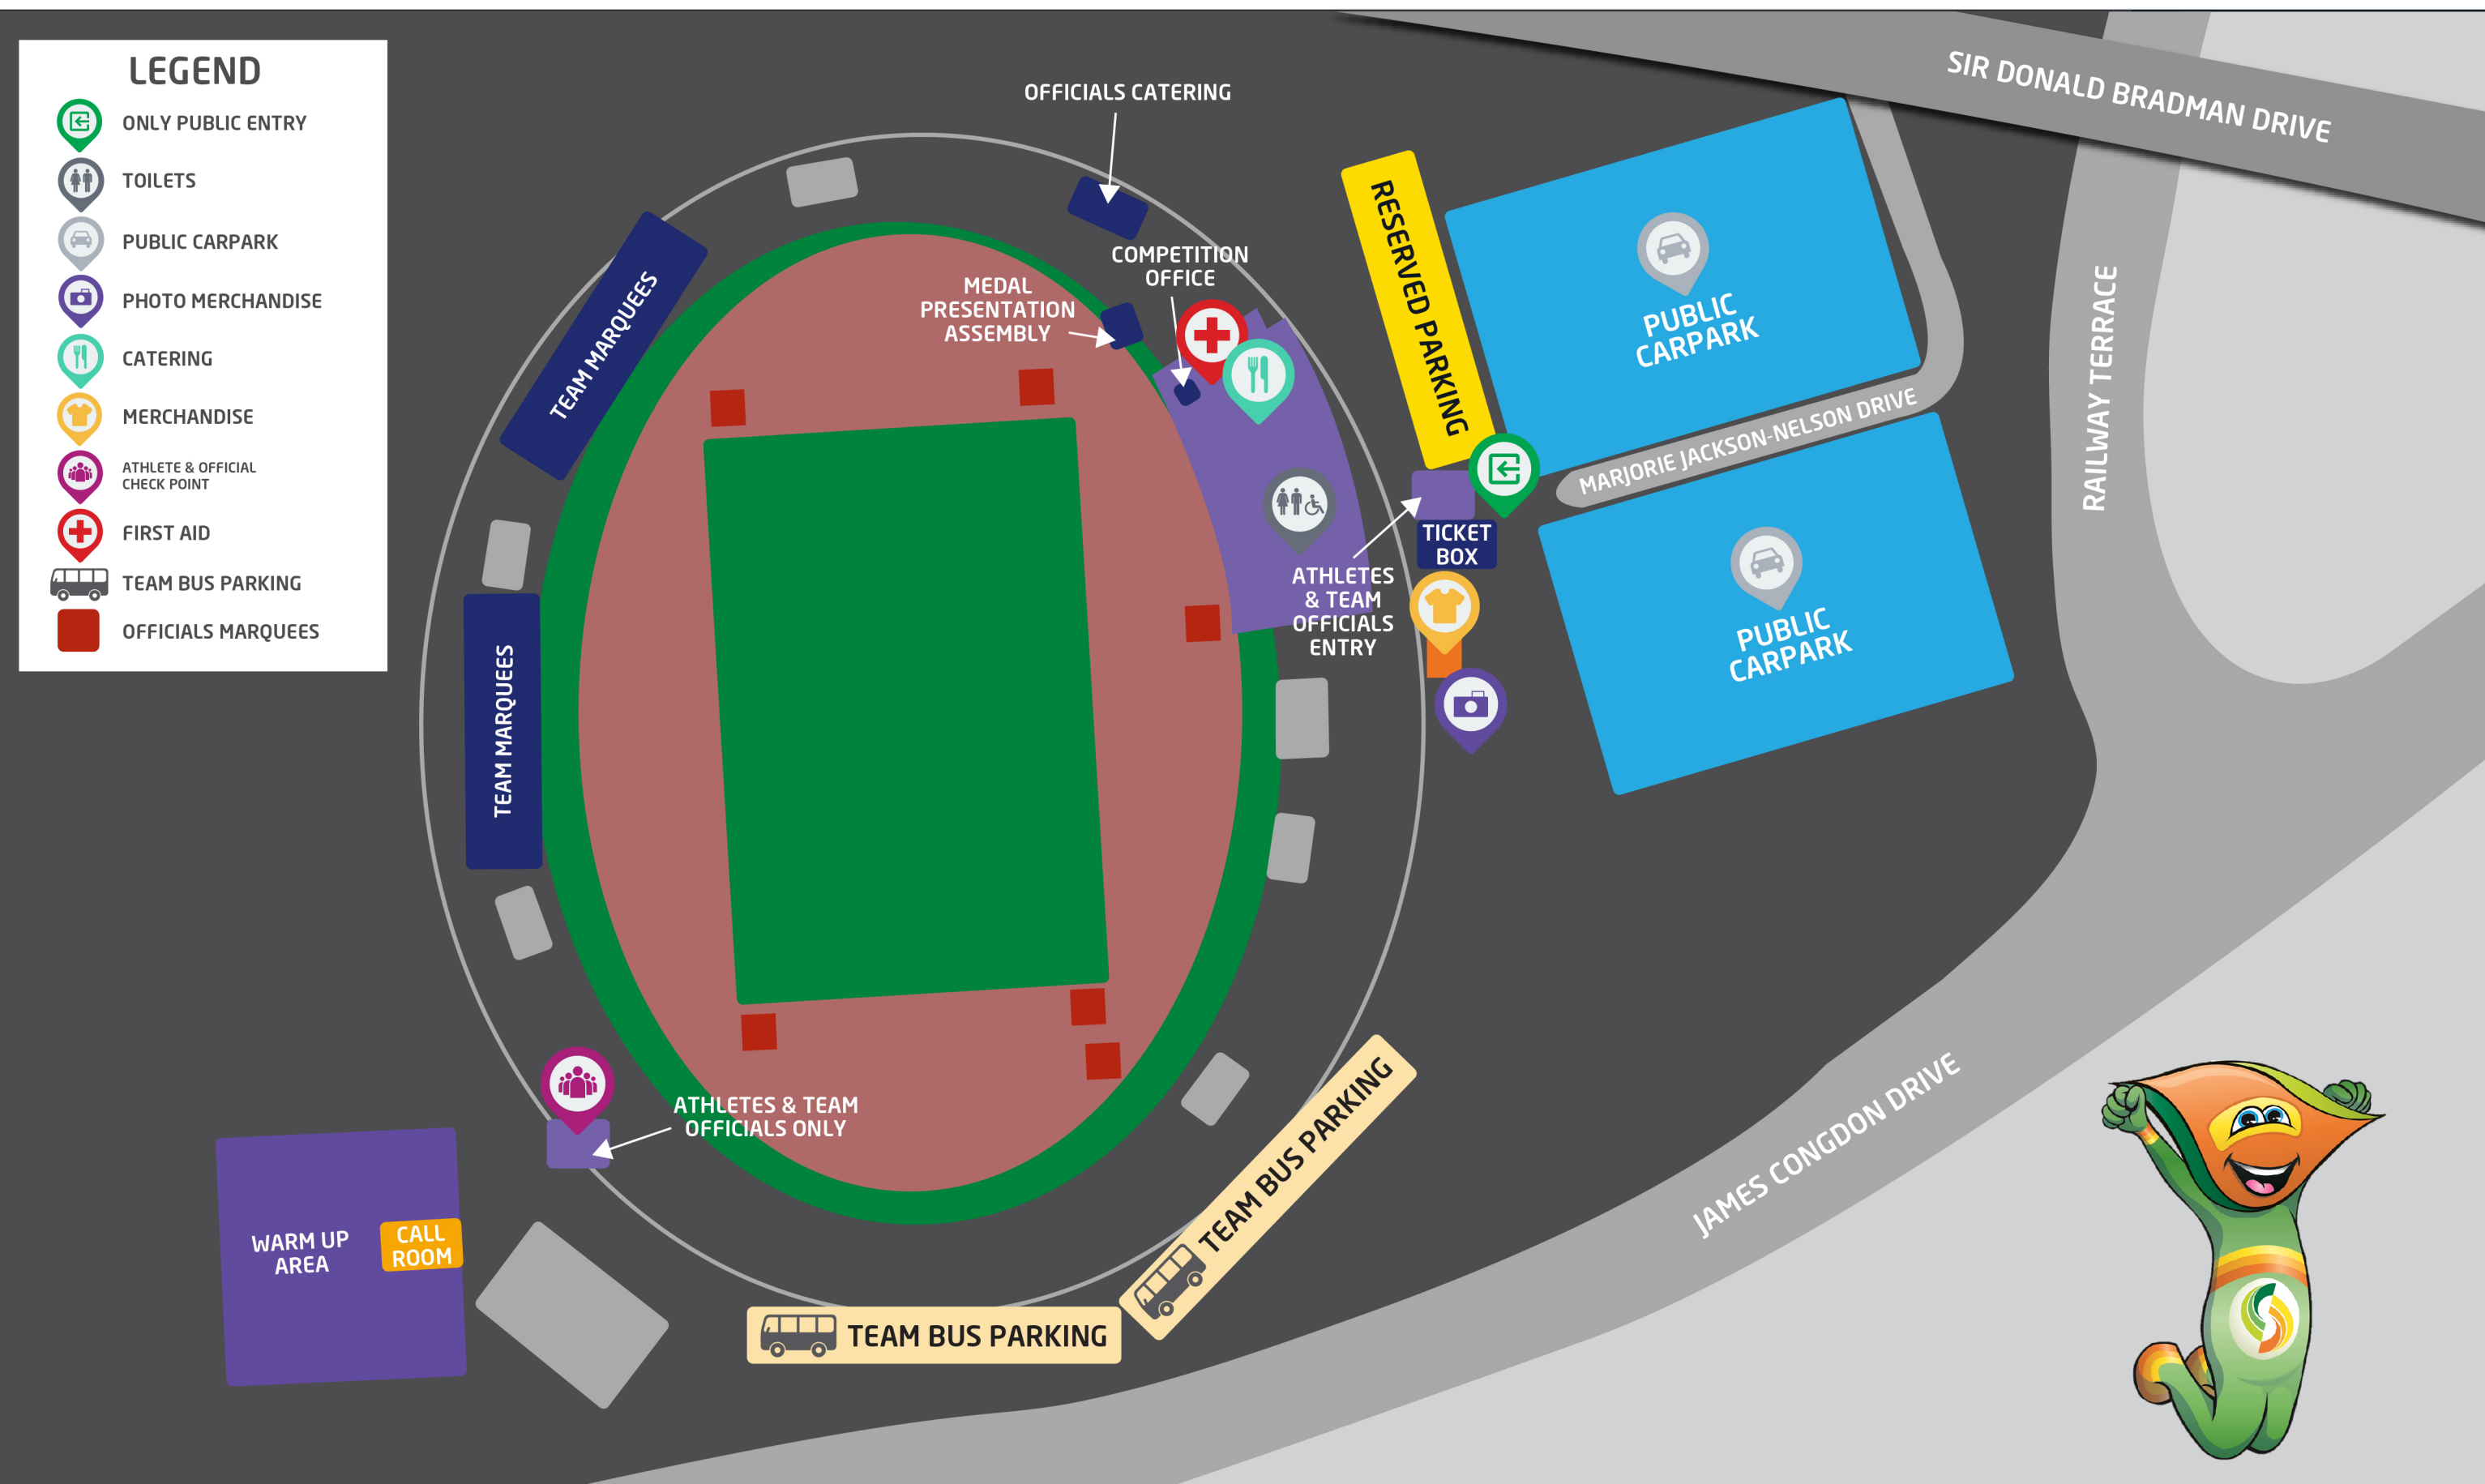 LEGEND
ONLY PUBLIC ENTRY
TOILETS
PUBLIC CARPARK
PHOTO MERCHANDISE
CATERING
MERCHANDISE
ATHLETE & OFFICIAL
CHECK POINT
FIRST AID
TEAM BUS PARKING
OFFICIALS MARQUEES
OFFICIALS CATERING
COMPETITION
OFFICE
MEDAL
PRESENTATION
ASSEMBLY
TEAM MARQUEES
TEAM MARQUEES
RESERVED PARKING
PUBLIC
CARPARK
SIR DONALD BRADMAN DRIVE
MARJORIE JACKSON-NELSON DRIVE
RAILWAY TERRACE
TICKET
BOX
ATHLETES
& TEAM
OFFICIALS
ENTRY
PUBLIC
CARPARK
ATHLETES & TEAM
OFFICIALS ONLY
WARM UP
AREA
CALL
ROOM
TEAM BUS PARKING
TEAM BUS PARKING
JAMES CONGDON DRIVE